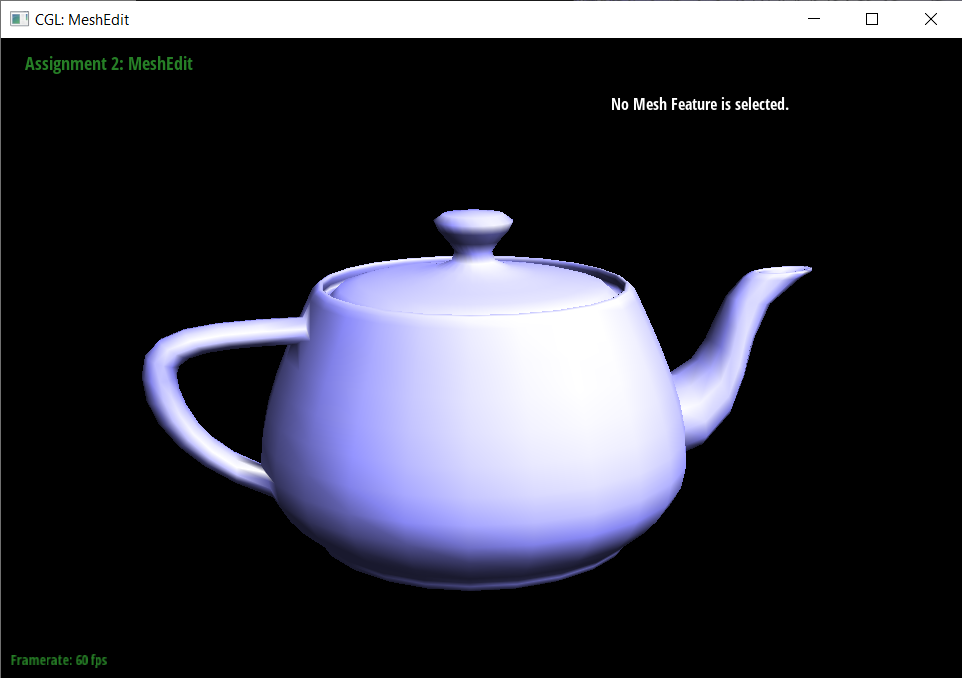 CGL: MeshEdit
Assignment 2: MeshEdit
No Mesh Feature is selected.
Framerate: 60 fps